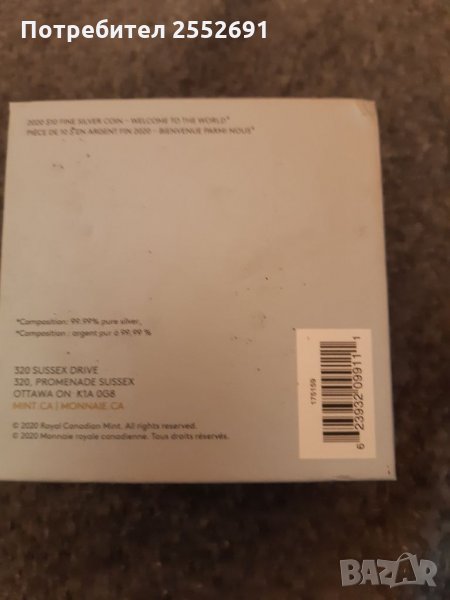 Потребител 2552691
2020 $10 FINE SILVER COIN – WELCOME TO THE WORLD*
PIÈCE DE 10 $ EN ARGENT FIN 2020 – BIENVENUE PARMI NOUS*
*Composition: 99.99% pure silver.
*Composition : argent pur à 99,99 %
320 SUSSEX DRIVE
320, PROMENADE SUSSEX
OTTAWA ON K1A 0G8
MINT.CA | MONNAIE.CA
© 2020 Royal Canadian Mint. All rights reserved.
© 2020 Monnaie royale canadienne. Tous droits réservés.
175159
6 23932 09911 1
BAZAR